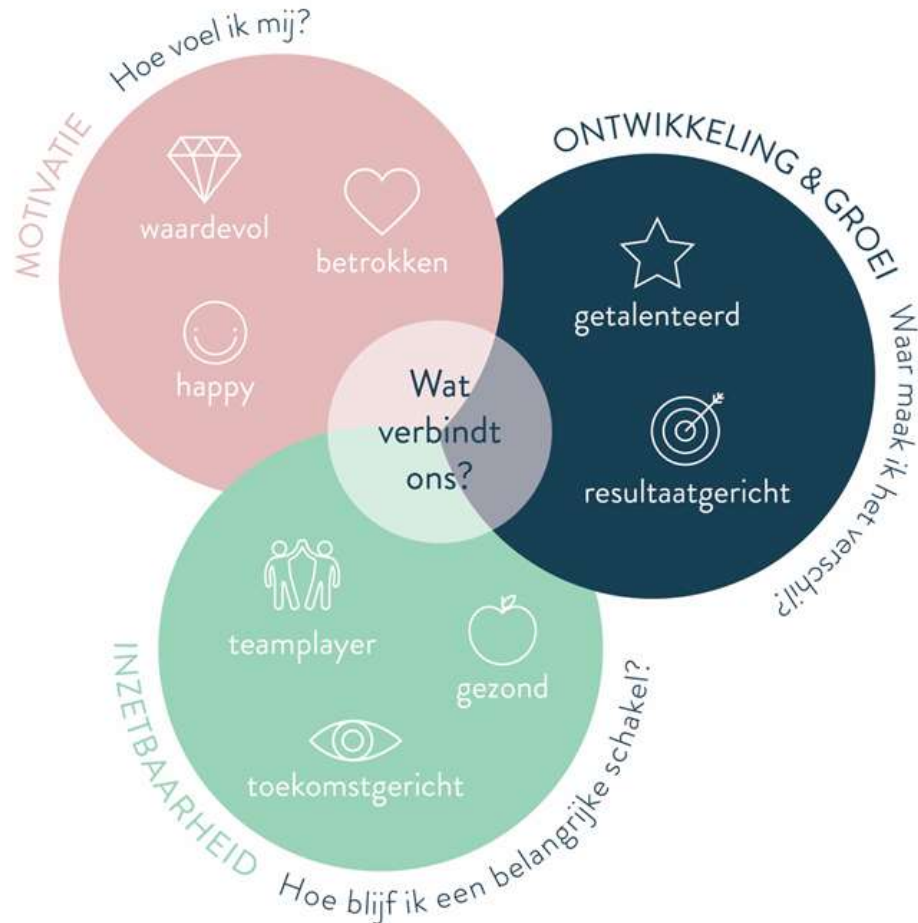 MOTIVATIE
Hoe voel ik mij?
waardevol
betrokken
happy
ONTWIKKELING & GROEI
Waar maak ik het verschil?
getalenteerd
resultaatgericht
Wat
verbindt
ons?
INZETBAARHEID
Hoe blijf ik een belangrijke schakel?
teamplayer
gezond
toekomstgericht